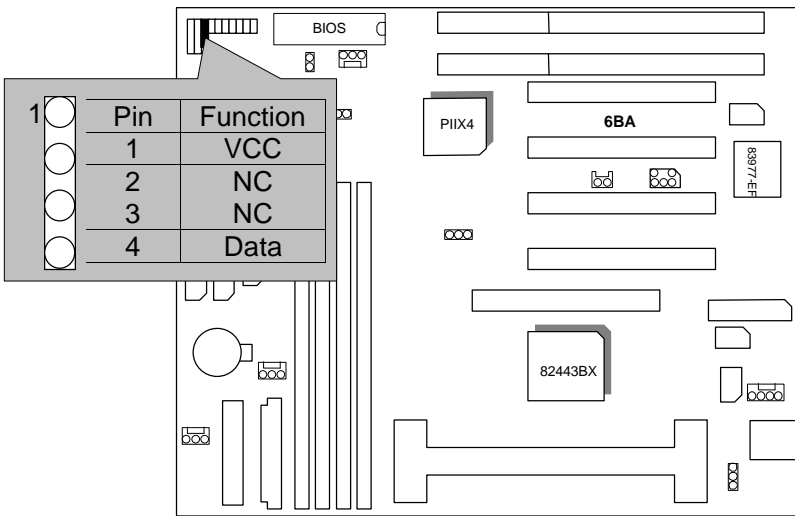 BIOS
1
Pin Function
1 VCC
2 NC
3 NC
4 Data
PIIX4
6BA
83977-EF
82443BX